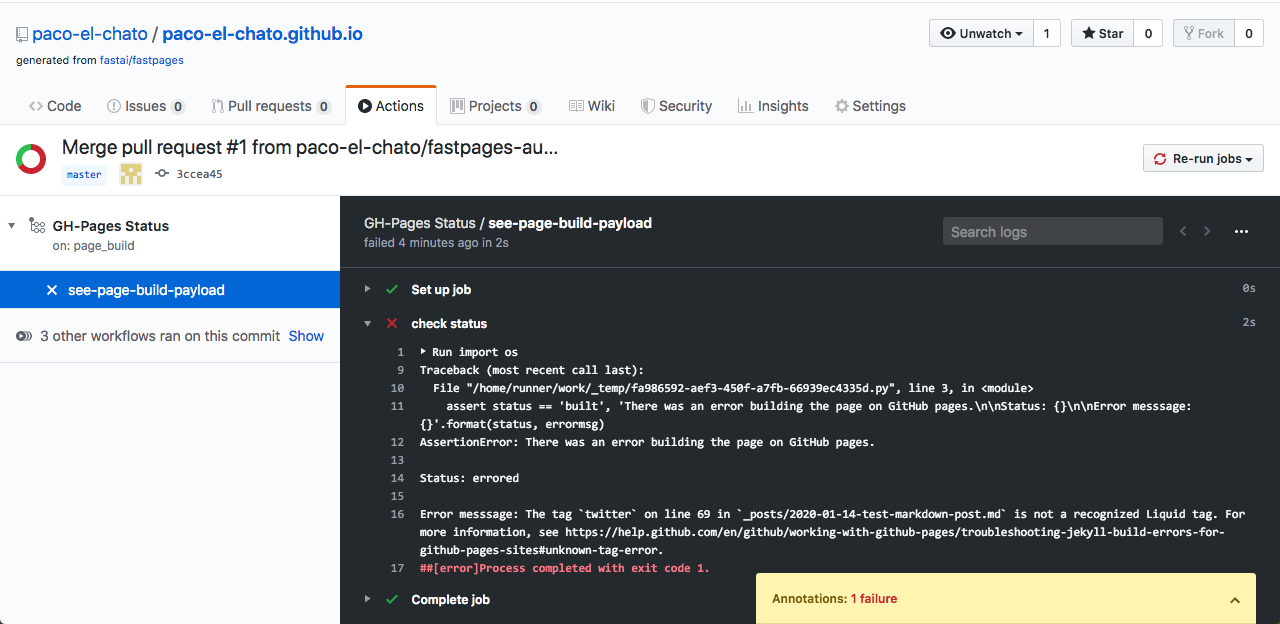 paco-el-chato / paco-el-chato.github.io
Unwatch 1 Star 0 Fork 0
generated from fastai/fastpages
Code Issues 0 Pull requests 0 Actions Projects 0 Wiki Security Insights Settings
Merge pull request #1 from paco-el-chato/fastpages-au...
master 3ccea45
Re-run jobs
GH-Pages Status
on: page_build
see-page-build-payload
3 other workflows ran on this commit Show
GH-Pages Status / see-page-build-payload
failed 4 minutes ago in 2s
Search logs
Set up job 0s
check status 2s
1 Run import os
9 Traceback (most recent call last):
10 File "/home/runner/work/_temp/fa986592-aef3-450f-a7fb-66939ec4335d.py", line 3, in <module>
11 assert status == 'built', 'There was an error building the page on GitHub pages.\n\nStatus: {}\n\nError messsage:
{}'.format(status, errormsg)
12 AssertionError: There was an error building the page on GitHub pages.
13
14 Status: errored
15
16 Error messsage: The tag `twitter` on line 69 in `_posts/2020-01-14-test-markdown-post.md` is not a recognized Liquid tag. For
more information, see https://help.github.com/en/github/working-with-github-pages/troubleshooting-jekyll-build-errors-for-
github-pages-sites#unknown-tag-error.
17 ##[error]Process completed with exit code 1.
Complete job
Annotations: 1 failure